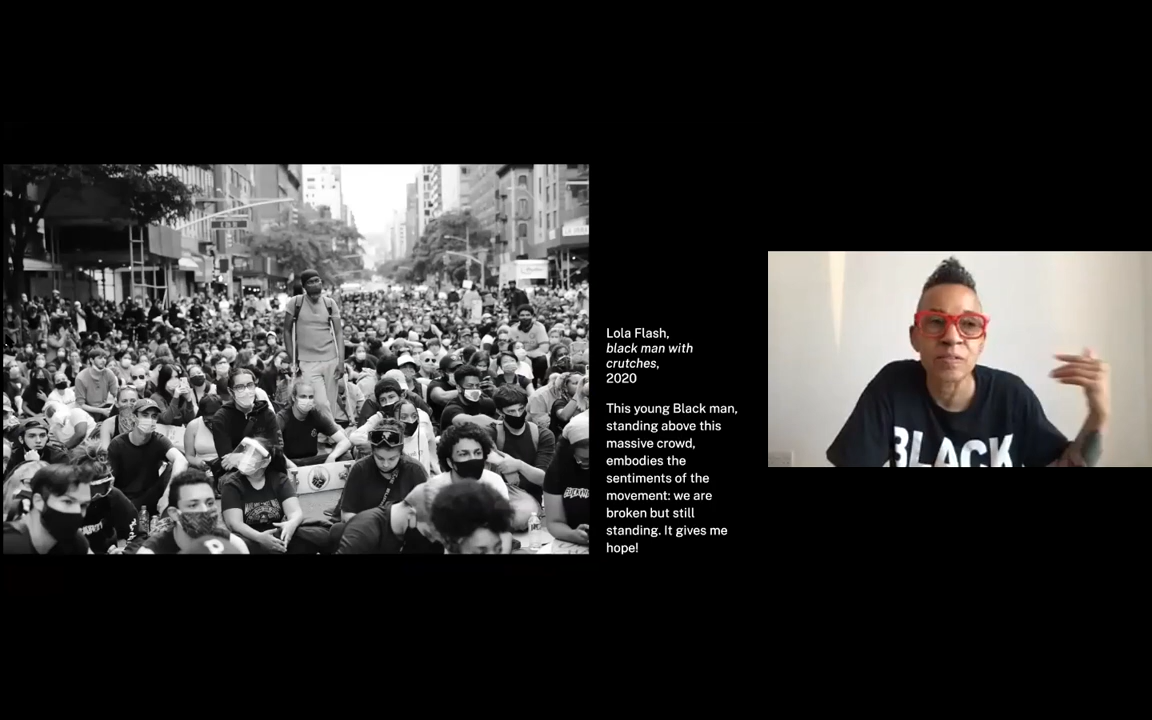 Lola Flash,
black man with
crutches,
2020
This young Black man,
standing above this
massive crowd,
embodies the
sentiments of the
movement: we are
broken but still
standing. It gives me
hope!
BLACK